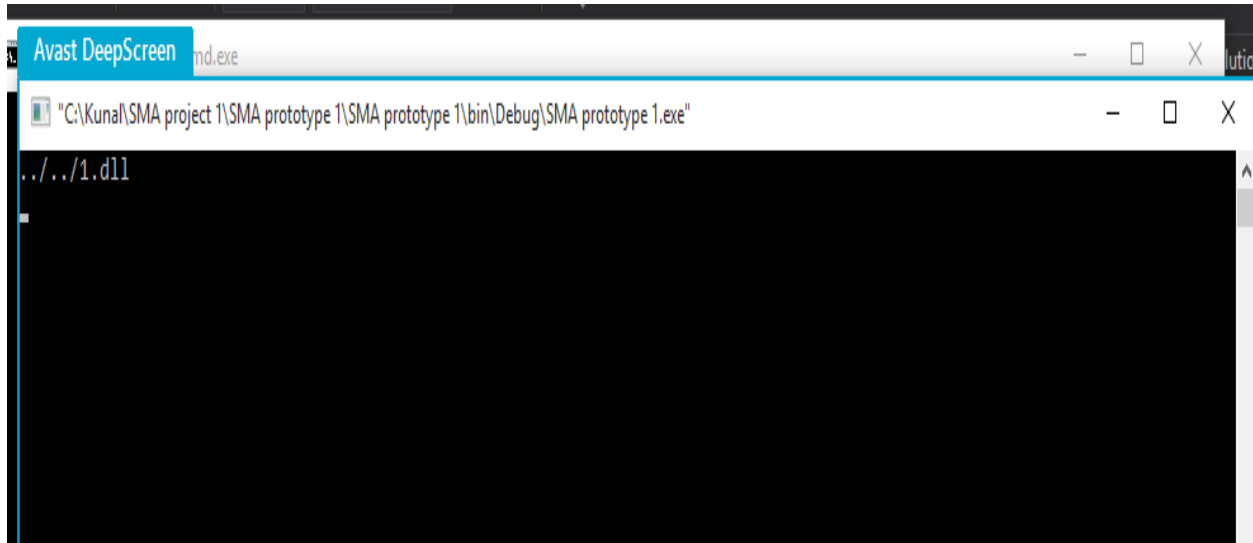 Avast DeepScreen
md.exe
lutio
"C:\Kunal\SMA project 1\SMA prototype 1\SMA prototype 1\bin\Debug\SMA prototype 1.exe"
../../1.dll